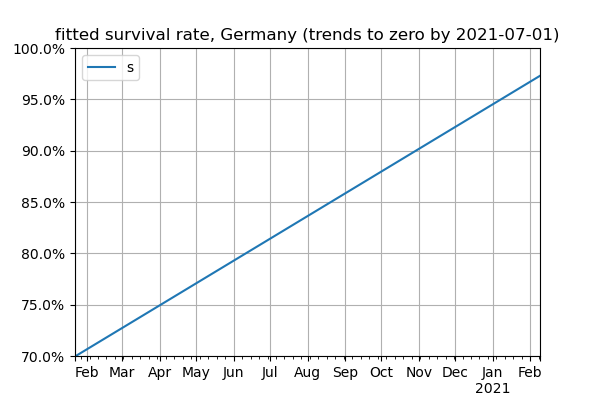 fitted survival rate, Germany (trends to zero by 2021-07-01)
100.0%
s
95.0%
90.0%
85.0%
80.0%
75.0%
70.0%
Feb Mar Apr May Jun Jul Aug Sep Oct Nov Dec Jan Feb
2021